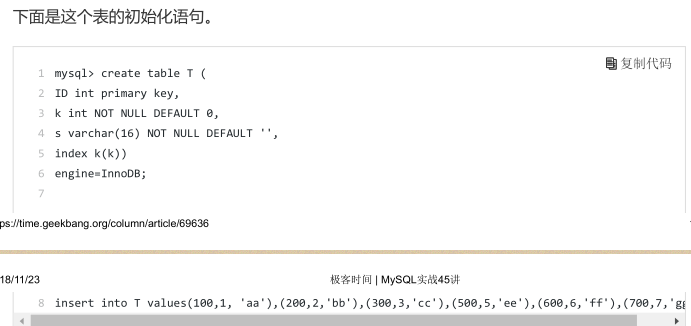 下面是这个表的初始化语句。
复制代码
1 mysql> create table T (
2 ID int primary key,
3 k int NOT NULL DEFAULT 0,
4 s varchar(16) NOT NULL DEFAULT '',
5 index k(k))
6 engine=InnoDB;
7
ps://time.geekbang.org/column/article/69636
18/11/23
极客时间 | MySQL实战45讲
8 insert into T values(100,1, 'aa'),(200,2,'bb'),(300,3,'cc'),(500,5,'ee'),(600,6,'ff'),(700,7,'gg